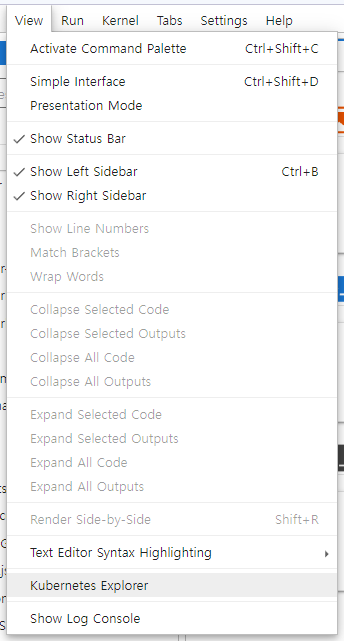 View Run Kernel Tabs Settings Help
Activate Command Palette Ctrl+Shift+C
Simple Interface Ctrl+Shift+D
Presentation Mode
Show Status Bar
Show Left Sidebar Ctrl+B
Show Right Sidebar
Show Line Numbers
Match Brackets
Wrap Words
Collapse Selected Code
Collapse Selected Outputs
Collapse All Code
Collapse All Outputs
Expand Selected Code
Expand Selected Outputs
Expand All Code
Expand All Outputs
Render Side-by-Side Shift+R
Text Editor Syntax Highlighting
Kubernetes Explorer
Show Log Console